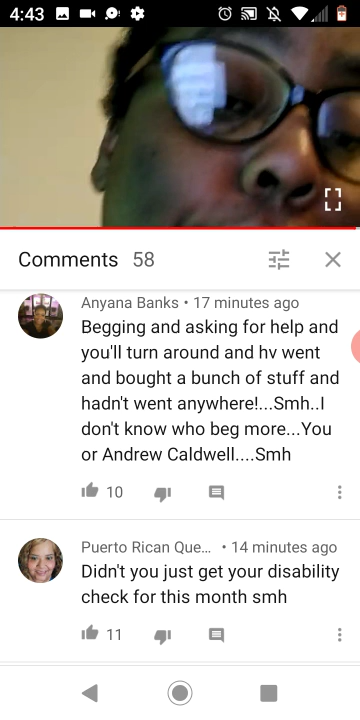 4:43
Comments 58
Anyana Banks • 17 minutes ago
Begging and asking for help and
you'll turn around and hv went
and bought a bunch of stuff and
hadn't went anywhere!...Smh..I
don't know who beg more...You
or Andrew Caldwell....Smh
10
Puerto Rican Que... • 14 minutes ago
Didn't you just get your disability
check for this month smh
11